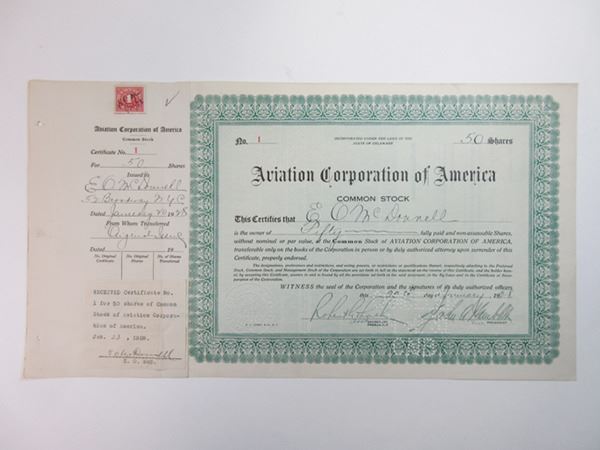 Aviation Corporation of America
Common Stock
Certificate No. 1
For 50 Shares
Issued to
E O McDonnell
Broadway N.Y.C
Dated January 1928
From Whom Transferred
Original Issue
Dated 19
No. Original Certificate
No. Original Shares
No. of Shares Transferred
RECEIVED Certificate No.
1 for 50 shares of Common
Stock of Aviation Corpora-
tion of America.
Jan. 23, 1928.
No. 1
INCORPORATED UNDER THE LAWS OF THE
STATE OF DELAWARE
50 Shares
Aviation Corporation of America
COMMON STOCK
This Certifies that E O McDonnell
is the owner of Fifty fully paid and non-assessable Shares,
without nominal or par value, of the Common Stock of AVIATION CORPORATION OF AMERICA,
transferable only on the books of the Corporation in person or by duly authorized attorney upon surrender of this
Certificate, properly endorsed.
WITNESS the seal of the Corporation and the signatures of its duly authorized officers
this day of January 1928
PRESIDENT